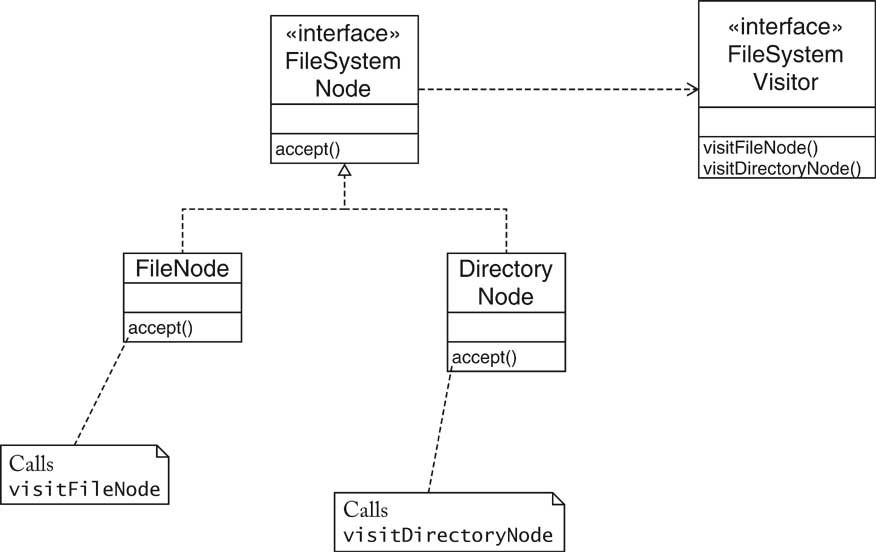 «interface»
FileSystem
Node
accept()
«interface»
FileSystem
Visitor
visitFileNode()
visitDirectoryNode()
FileNode
accept()
Directory
Node
accept()
Calls
visitFileNode
Calls
visitDirectoryNode